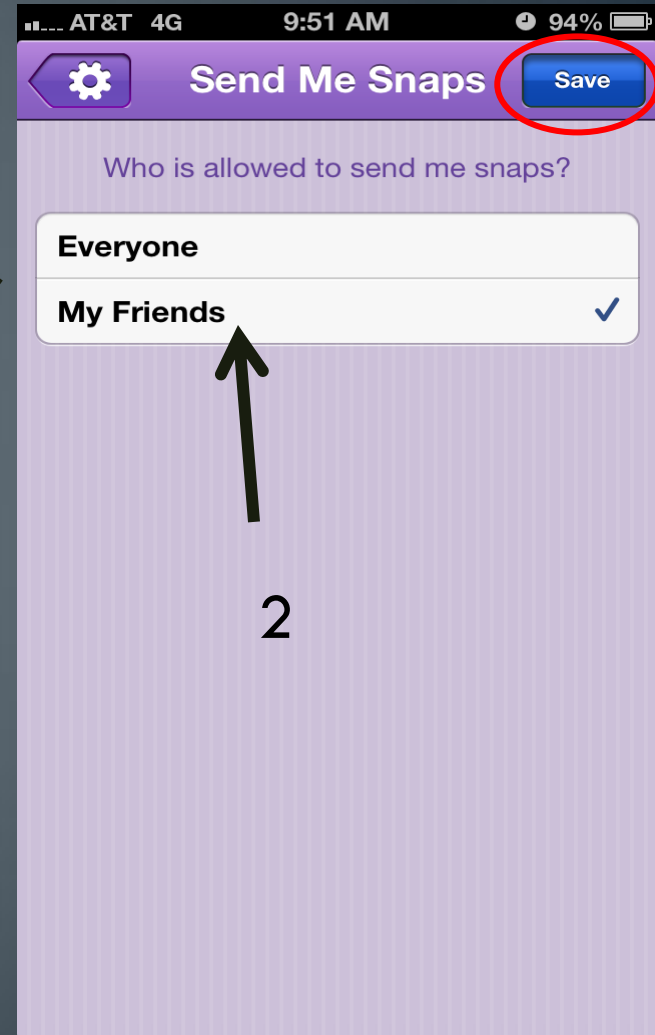 AT&T 4G 9:51 AM 94%
Send Me Snaps Save
Who is allowed to send me snaps?
Everyone
My Friends
2